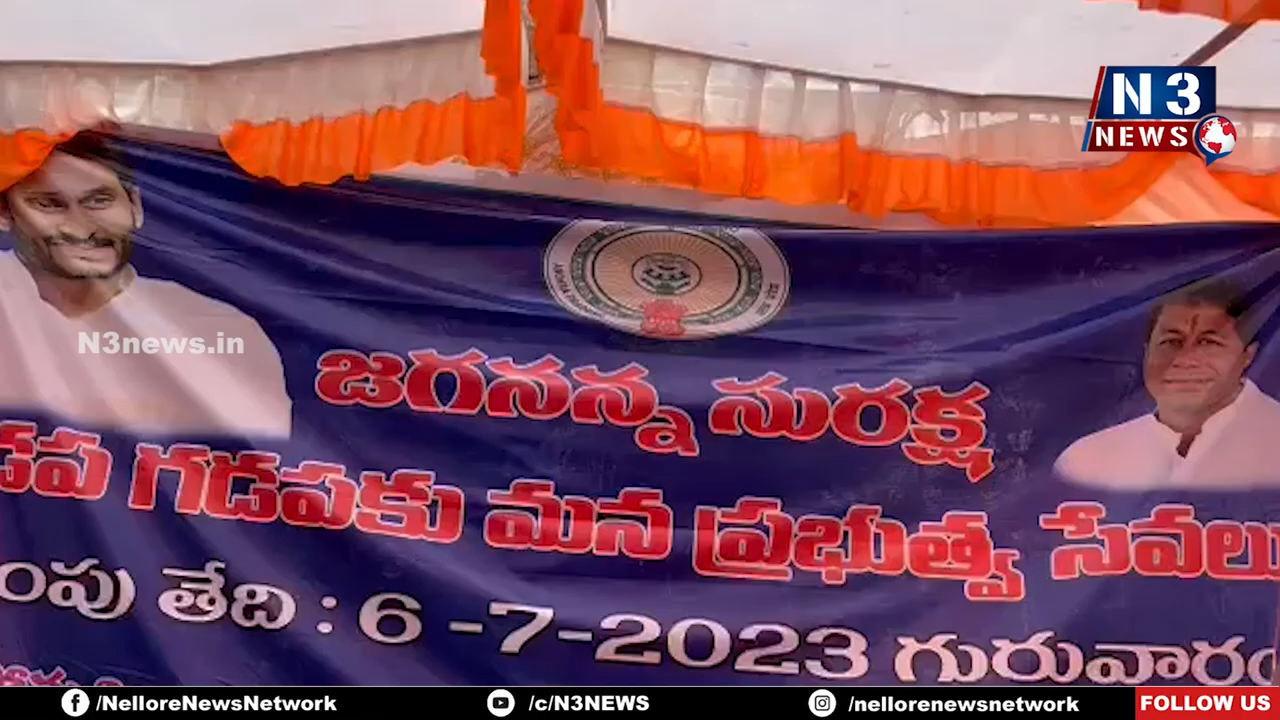 N3
NEWS
N3news.in
జగనన్న సురక్ష
గడపకు మన ప్రభుత్వ సేవలు
తేది : 6 -7-2023 గురువారం
/NelloreNewsNetwork
/c/N3NEWS
/nellorenewsnetwork
FOLLOW US